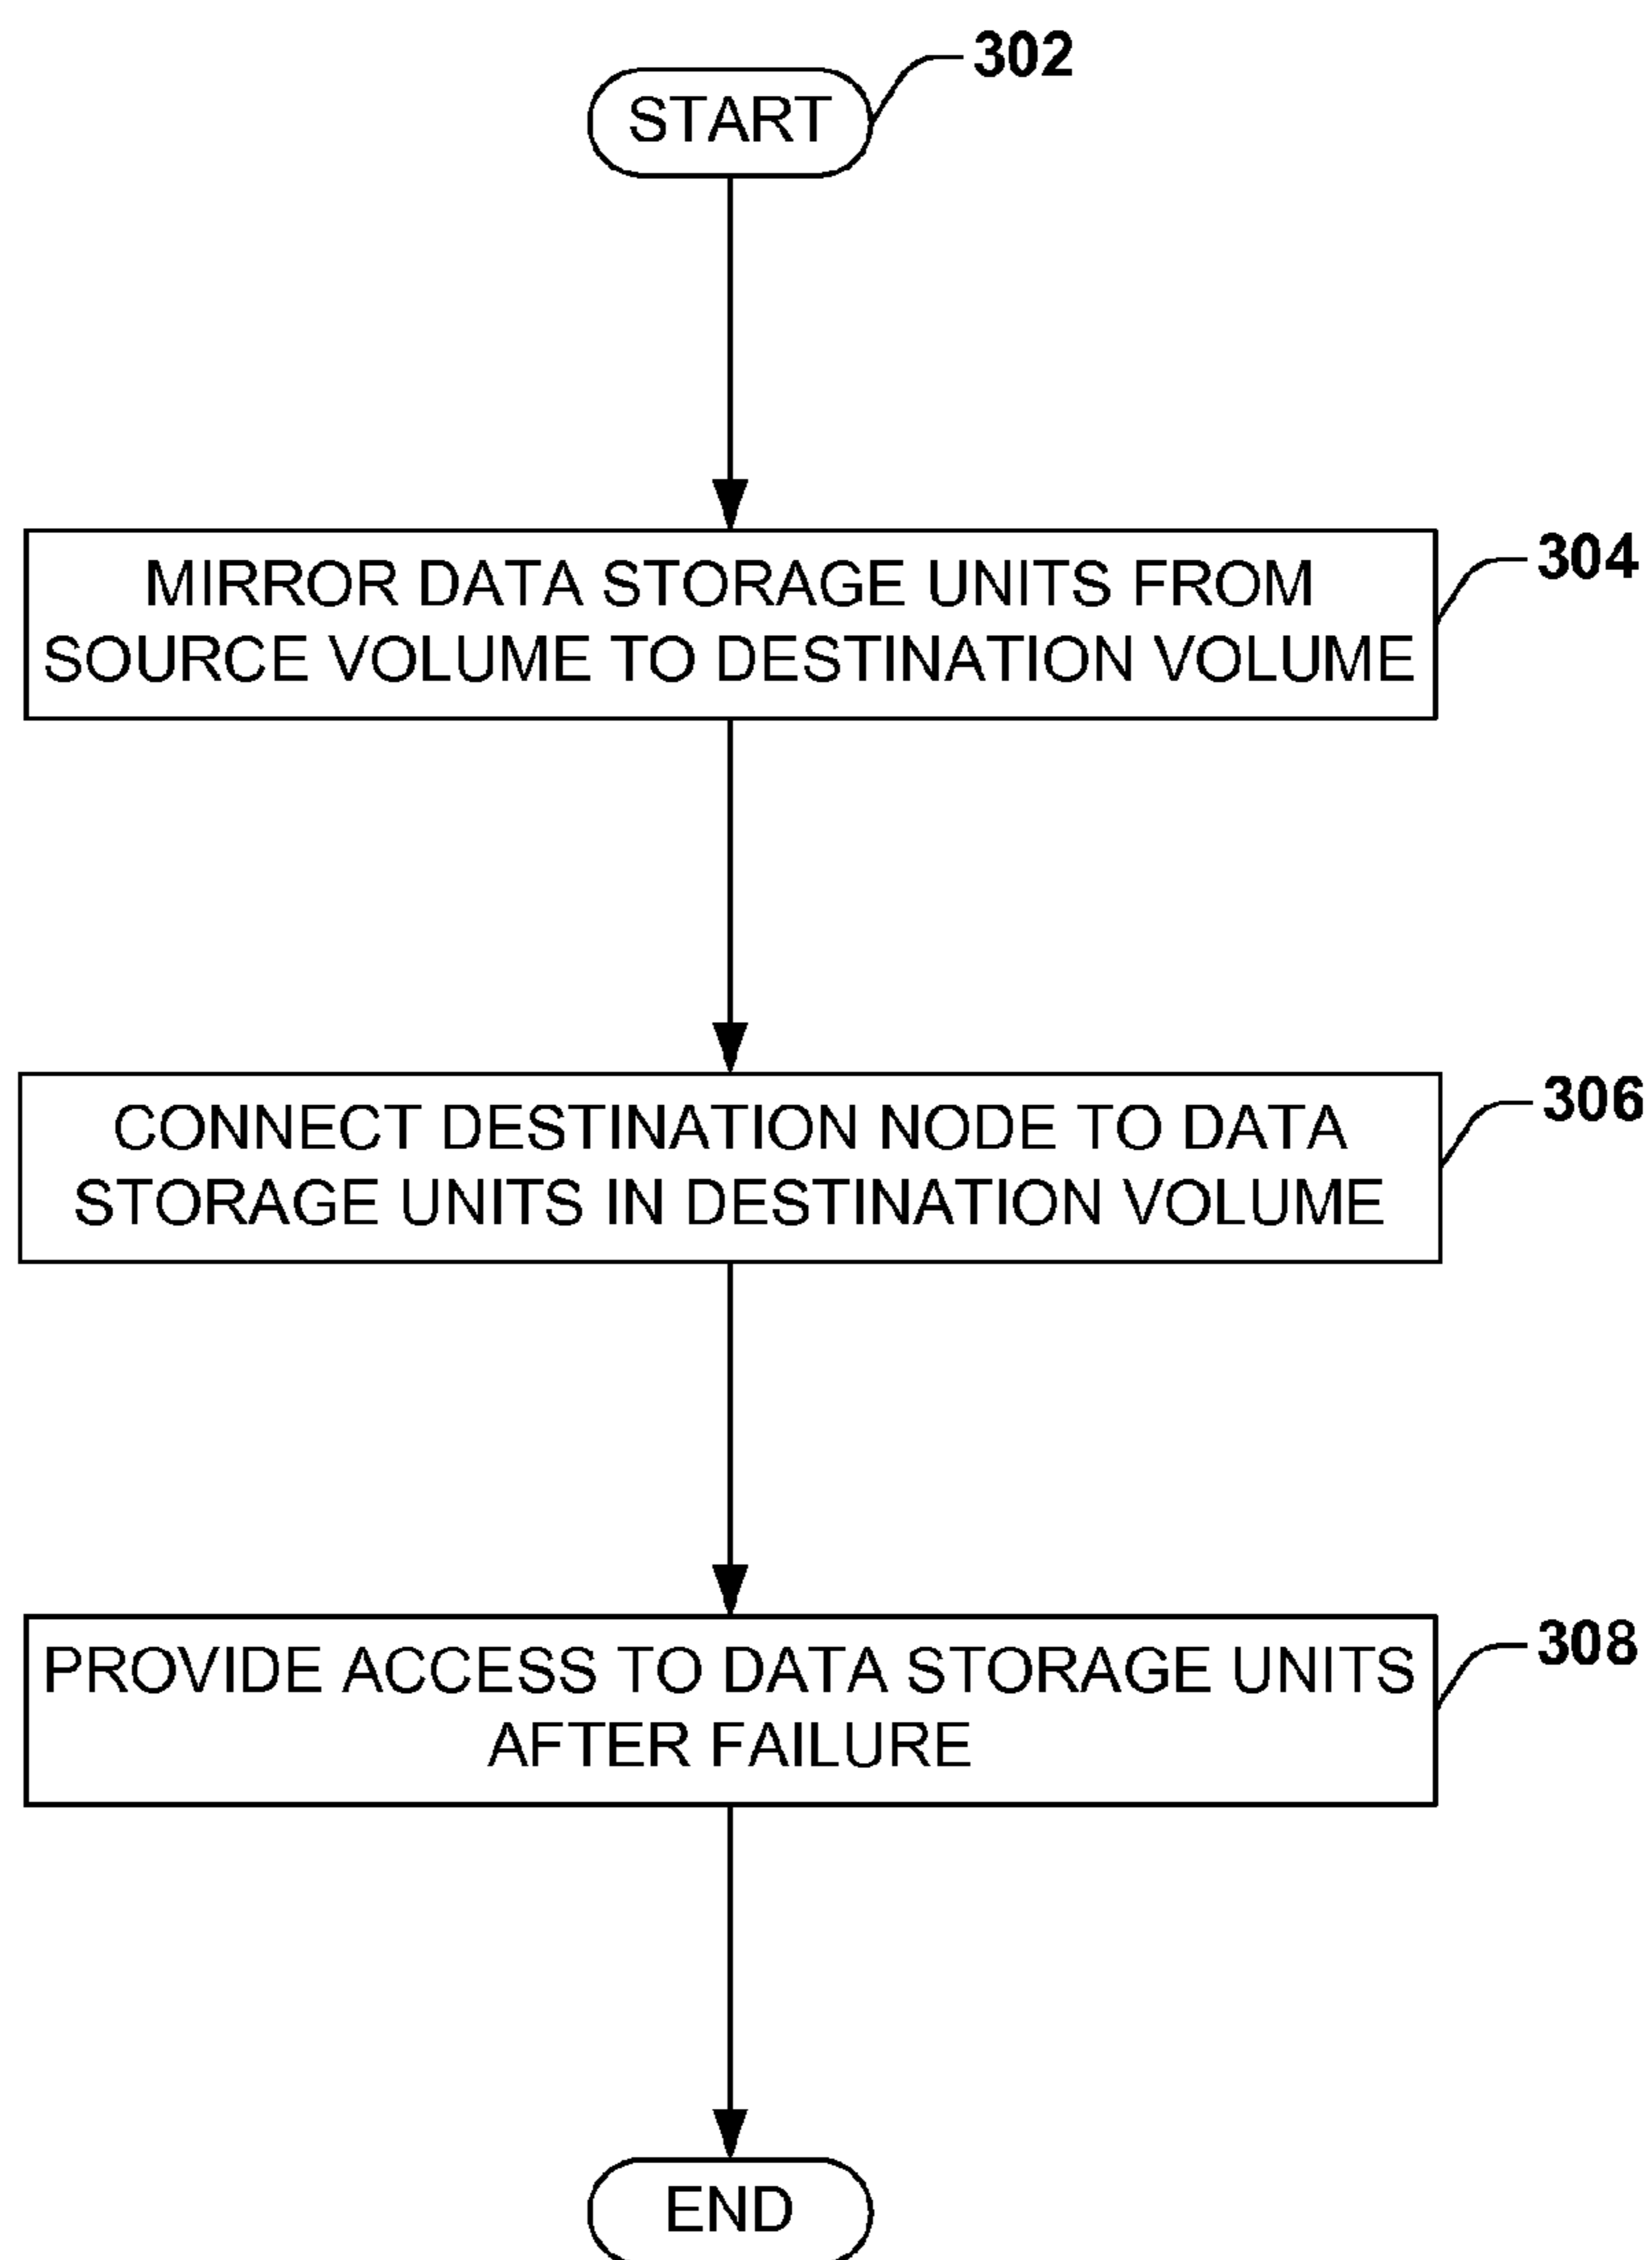 302
START
304
MIRROR DATA STORAGE UNITS FROM
SOURCE VOLUME TO DESTINATION VOLUME
306
CONNECT DESTINATION NODE TO DATA
STORAGE UNITS IN DESTINATION VOLUME
308
PROVIDE ACCESS TO DATA STORAGE UNITS
AFTER FAILURE
END